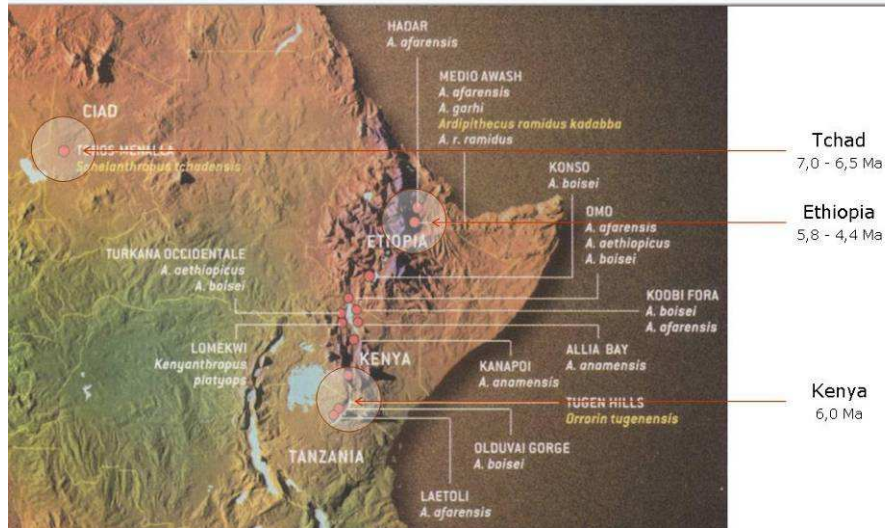 HADAR
A. afarensis
MEDIO AWASH
A. afarensis
A. garhi
Ardipithecus ramidus kadabba
A. r. ramidus
CIAD
TOROS-MENALLA
Sahelanthropus tchadensis
Tchad
7,0 - 6,5 Ma
KONSO
A. boisei
Ethiopia
5,8 - 4,4 Ma
OMO
A. afarensis
A. aethiopicus
A. boisei
ETIOPIA
TURKANA OCCIDENTALE
A. aethiopicus
A. boisei
KOOBI FORA
A. boisei
A. afarensis
LOMEKWI
Kenyanthropus
platyops
KENYA
KANAPOI
A. anamensis
ALLIA BAY
A. anamensis
TUGEN HILLS
Orrorin tugenensis
Kenya
6,0 Ma
OLDUVAI GORGE
A. boisei
TANZANIA
LAETOLI
A. afarensis